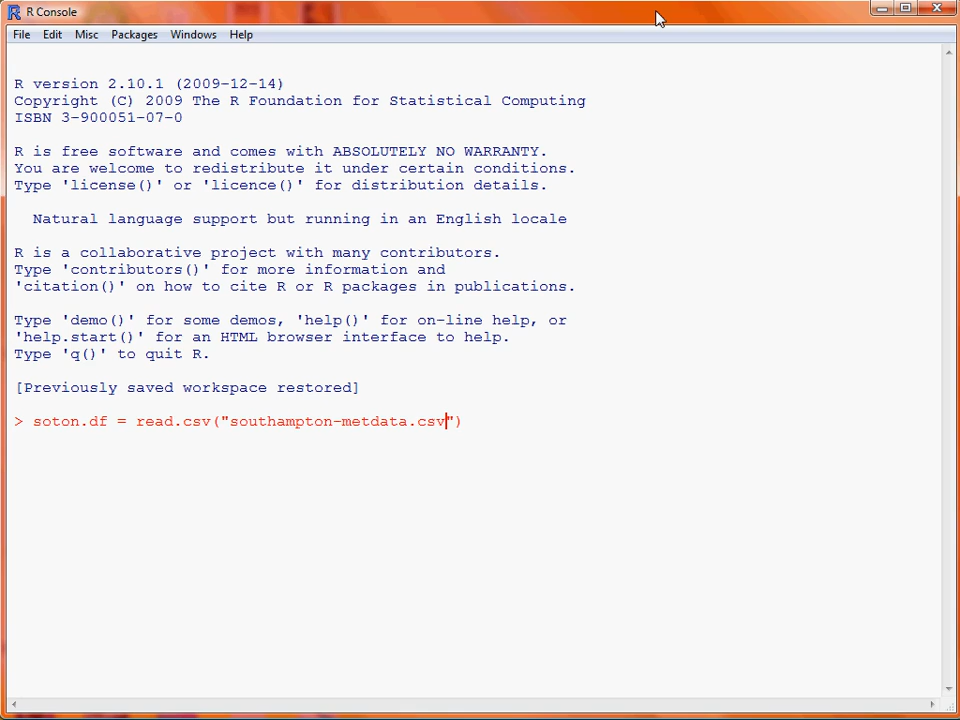 R Console
File Edit Misc Packages Windows Help
R version 2.10.1 (2009-12-14)
Copyright (C) 2009 The R Foundation for Statistical Computing
ISBN 3-900051-07-0
R is free software and comes with ABSOLUTELY NO WARRANTY.
You are welcome to redistribute it under certain conditions.
Type 'license()' or 'licence()' for distribution details.
Natural language support but running in an English locale
R is a collaborative project with many contributors.
Type 'contributors()' for more information and
'citation()' on how to cite R or R packages in publications.
Type 'demo()' for some demos, 'help()' for on-line help, or
'help.start()' for an HTML browser interface to help.
Type 'q()' to quit R.
[Previously saved workspace restored]
> soton.df = read.csv("southampton-metdata.csv")